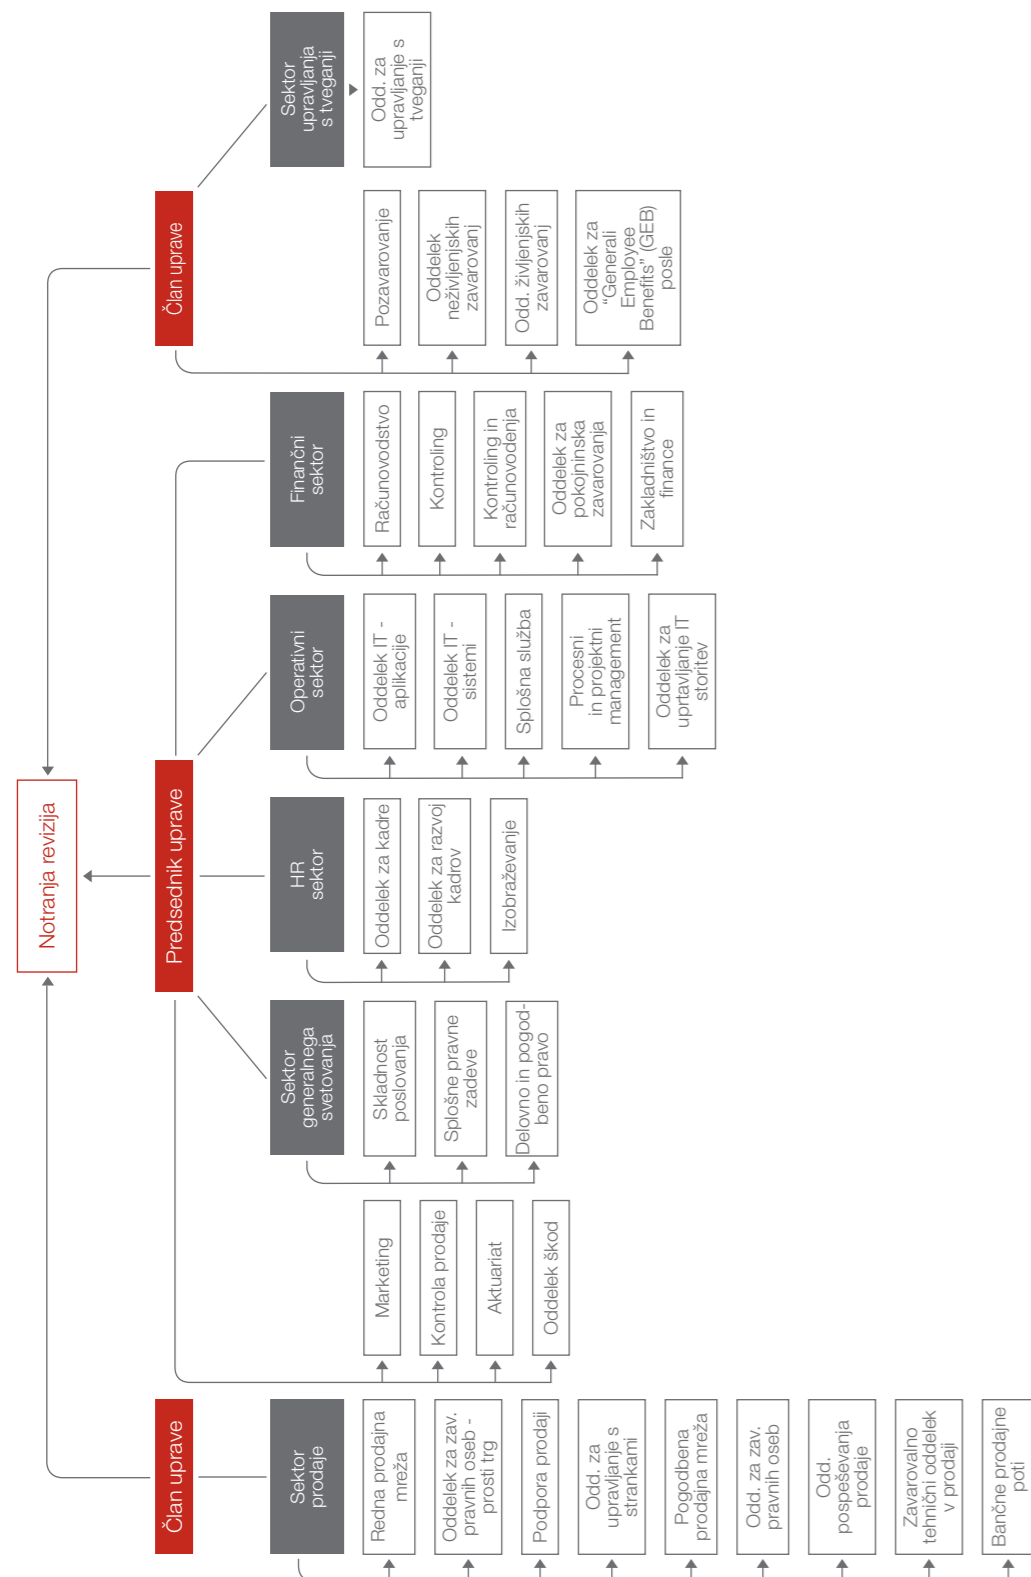 Notranja revizija
Član uprave
Predsednik uprave
Član uprave
Sektor
prodaje
Redna prodajna
mreža
Oddelek za zav.
pravnih oseb -
prosti trg
Podpora prodaji
Odd. za
upravljanje s
strankami
Pogodbena
prodajna mreža
Odd. za zav.
pravnih oseb
Odd.
pospeševanja
prodaje
Zavarovalno
tehnični oddelek
v prodaji
Bančne prodajne
poti
Marketing
Kontrola prodaje
Aktuariat
Oddelek škod
Sektor
generalnega
svetovanja
Skladnost
poslovanja
Splošne pravne
zadeve
Delovno in pogod-
beno pravo
HR
sektor
Oddelek za kadre
Oddelek za razvoj
kadrov
Izobraževanje
Operativni
sektor
Oddelek IT -
aplikacije
Oddelek IT -
sistemi
Splošna služba
Procesni
in projektni
management
Oddelek za
uprtavljanje IT
storitev
Finančni
sektor
Računovodstvo
Kontroling
Kontroling in
računovodenja
Oddelek za
pokojninska
zavarovanja
Zakladništvo in
finance
Pozavarovanje
Oddelek
neživljenjskih
zavarovanj
Odd. življenjskih
zavarovanj
Oddelek za
“Generali
Employee
Benefits” (GEB)
posle
Sektor
upravljanja
s tveganji
Odd. za
upravljanje s
tveganji